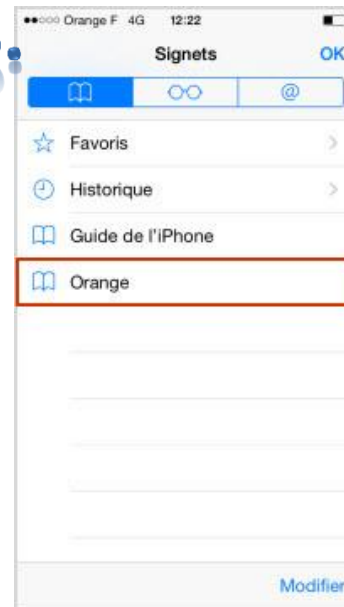 Orange F 4G 12:22
Signets
OK
@
Favoris
Historique
Guide de l'iPhone
Orange
Modifier